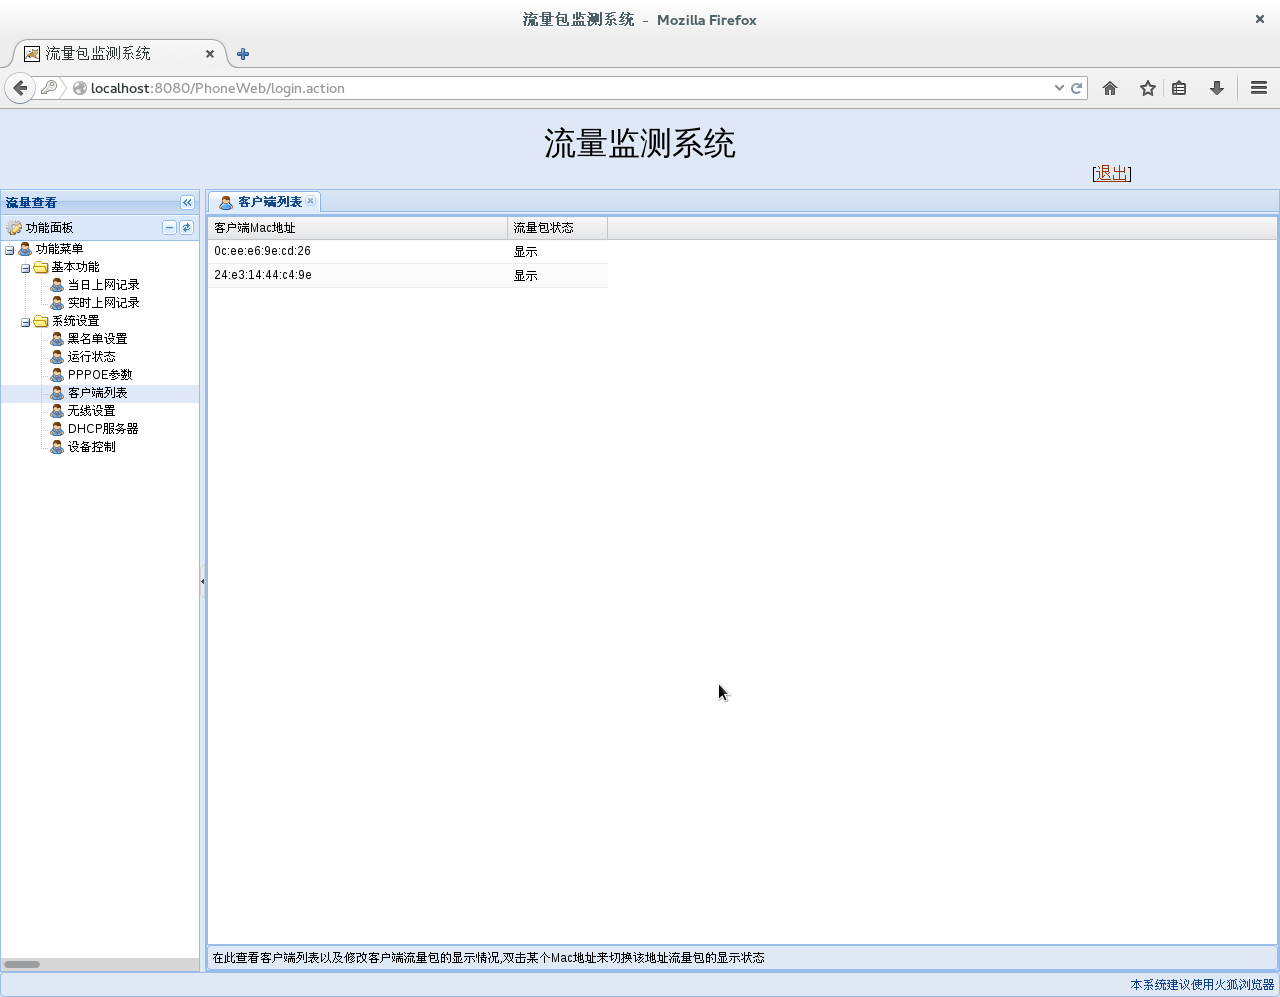 流量包监测系统 - Mozilla Firefox
流量包监测系统
localhost:8080/PhoneWeb/login.action
流量监测系统
[退出]
流量查看
客户端列表
功能面板
客户端Mac地址 流量包状态
功能菜单
基本功能
当日上网记录
实时上网记录
系统设置
黑名单设置
运行状态
PPPOE参数
客户端列表
无线设置
DHCP服务器
设备控制
0c:ee:e6:9e:cd:26 显示
24:e3:14:44:c4:9e 显示
在此查看客户端列表以及修改客户端流量包的显示情况,双击某个Mac地址来切换该地址流量包的显示状态
本系统建议使用火狐浏览器